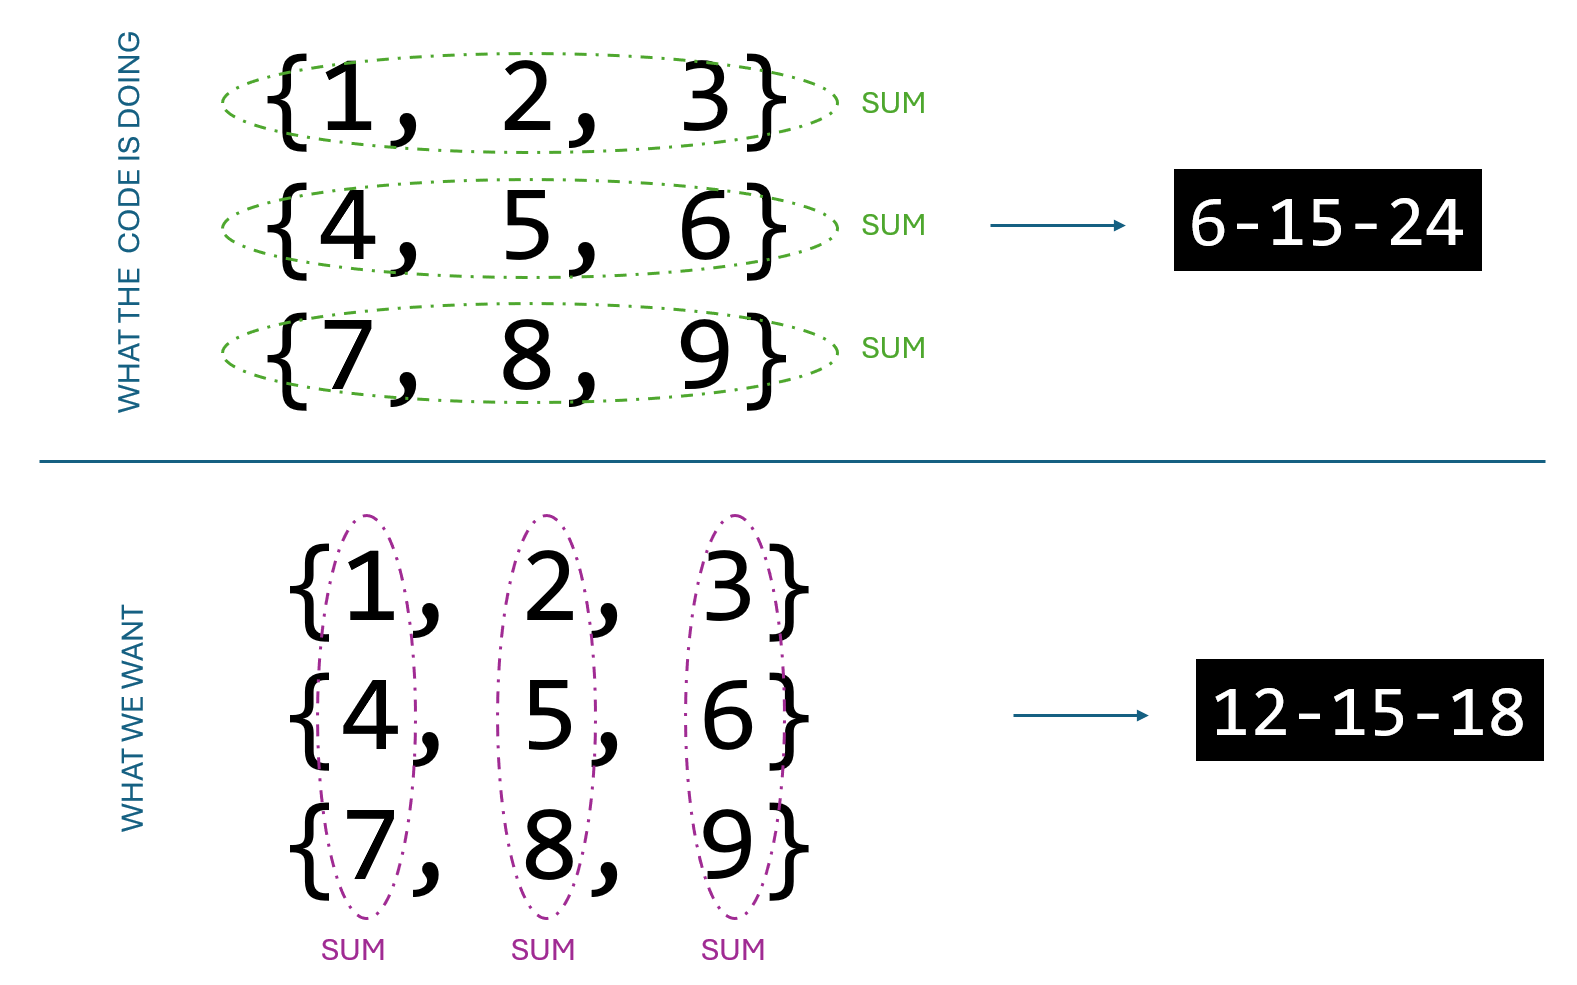 WHAT THE CODE IS DOING
{1, 2, 3} SUM
{4, 5, 6} SUM
{7, 8, 9} SUM
6-15-24
WHAT WE WANT
{1, 2, 3}
{4, 5, 6}
{7, 8, 9}
SUM SUM SUM
12-15-18